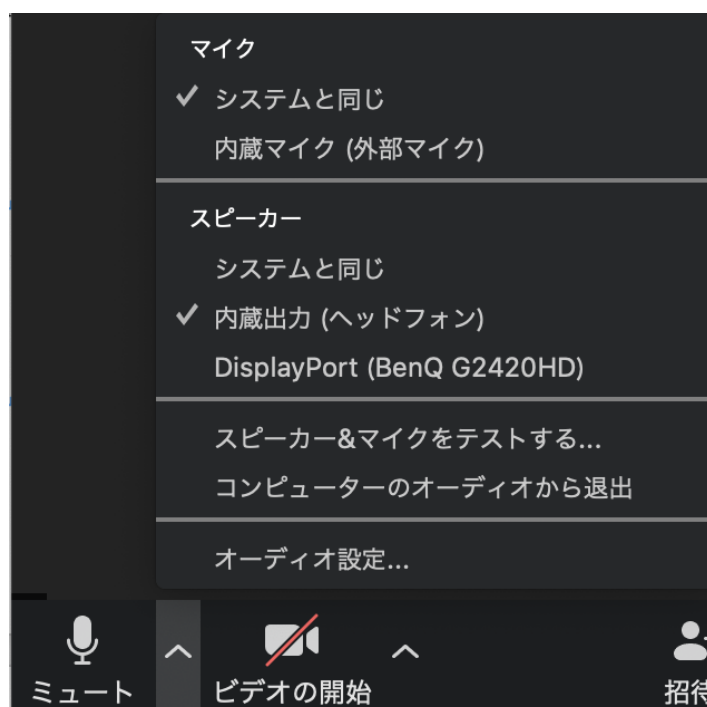 マイク
システムと同じ
内蔵マイク (外部マイク)
スピーカー
システムと同じ
内蔵出力 (ヘッドフォン)
DisplayPort (BenQ G2420HD)
スピーカー&マイクをテストする...
コンピューターのオーディオから退出
オーディオ設定...
ミュート
ビデオの開始
招待